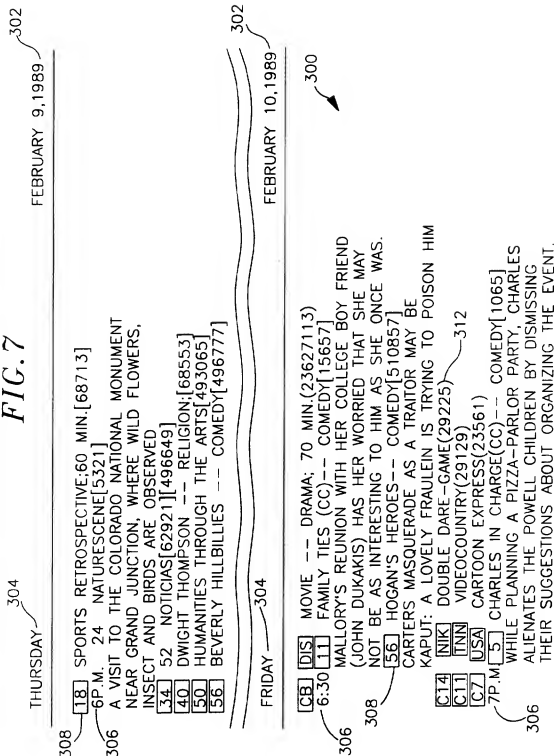 FIG.7
THURSDAY 304 FEBRUARY 9,1989 302
308 18 SPORTS RETROSPECTIVE;60 MIN.[68713]
6P.M. 24 NATURESCENE[5321]
306 A VISIT TO THE COLORADO NATIONAL MONUMENT
NEAR GRAND JUNCTION, WHERE WILD FLOWERS,
INSECT AND BIRDS ARE OBSERVED
34 52 NOTICIAS[62921][496649]
40 DWIGHT THOMPSON -- RELIGION;[68553]
50 HUMANITIES THROUGH THE ARTS[493065]
56 BEVERLY HILLBILLIES --- COMEDY[496777]
FRIDAY 304 FEBRUARY 10,1989 302
300
CB DIS MOVIE --- DRAMA; 70 MIN.(23627113)
6:30 11 FAMILY TIES (CC)-- COMEDY[15657]
306 MALLORY'S REUNION WITH HER COLLEGE BOY FRIEND
(JOHN DUKAKIS) HAS HER WORRIED THAT SHE MAY
NOT BE AS INTERESTING TO HIM AS SHE ONCE WAS.
308 56 HOGAN'S HEROES-- COMEDY[510857]
CARTERS MASQUERADE AS A TRAITOR MAY BE
KAPUT: A LOVELY FRAULEIN IS TRYING TO POISON HIM
C14 NIK DOUBLE DARE-GAME(29225) 312
C11 TNN VIDEOCOUNTRY(29129)
C7 USA CARTOON EXPRESS(23561)
7P.M. 5 CHARLES IN CHARGE(CC)--- COMEDY[1065]
WHILE PLANNING A PIZZA-PARLOR PARTY, CHARLES
306 ALIENATES THE POWELL CHILDREN BY DISMISSING
THEIR SUGGESTIONS ABOUT ORGANIZING THE EVENT.